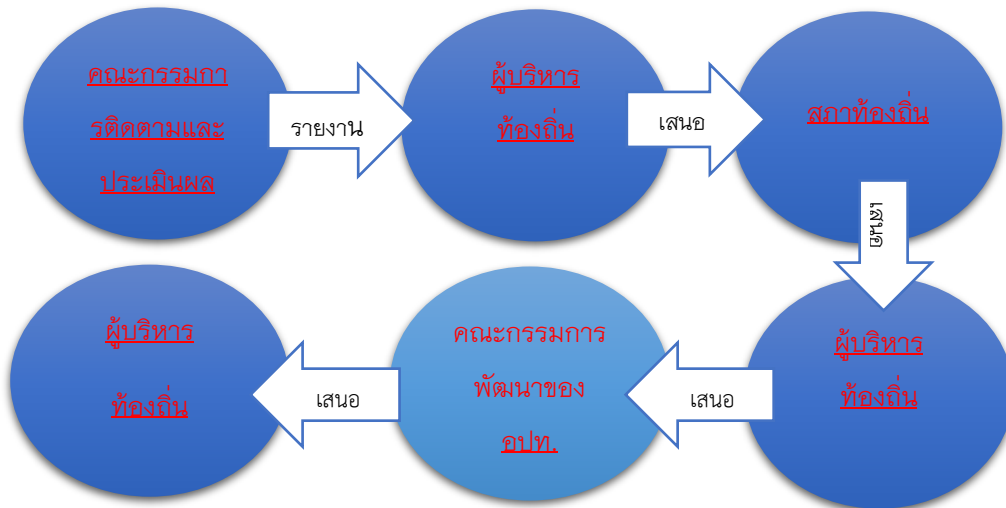 คณะกรรมกา
รติดตามและ
ประเมินผล
รายงาน
ผู้บริหาร
ท้องถิ่น
เสนอ
สภาท้องถิ่น
เสนอ
ผู้บริหาร
ท้องถิ่น
เสนอ
คณะกรรมการ
พัฒนาของ
อปท.
เสนอ
ผู้บริหาร
ท้องถิ่น